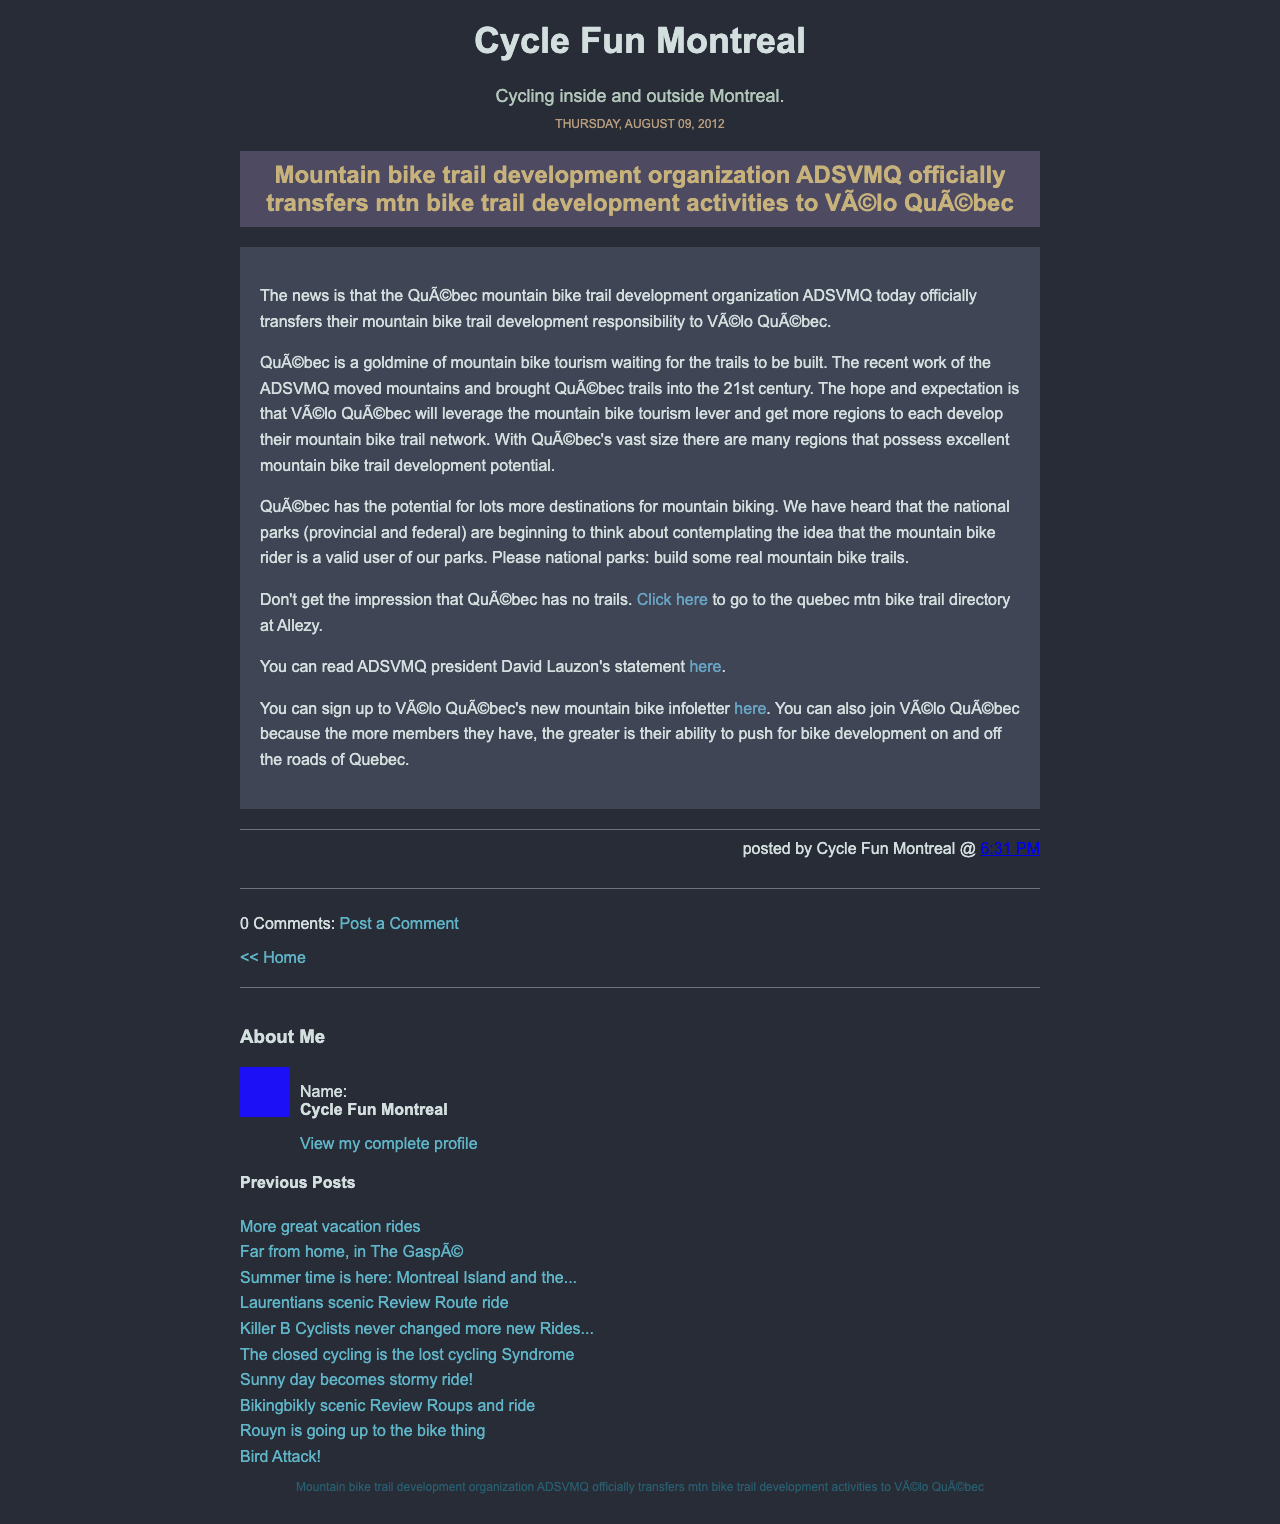 Cycle Fun Montreal
Cycling inside and outside Montreal.
THURSDAY, AUGUST 09, 2012
Mountain bike trail development organization ADSVMQ officially
transfers mtn bike trail development activities to VÃ©lo QuÃ©bec
The news is that the QuÃ©bec mountain bike trail development organization ADSVMQ today officially
transfers their mountain bike trail development responsibility to VÃ©lo QuÃ©bec.
QuÃ©bec is a goldmine of mountain bike tourism waiting for the trails to be built. The recent work of the
ADSVMQ moved mountains and brought QuÃ©bec trails into the 21st century. The hope and expectation is
that VÃ©lo QuÃ©bec will leverage the mountain bike tourism lever and get more regions to each develop
their mountain bike trail network. With QuÃ©bec's vast size there are many regions that possess excellent
mountain bike trail development potential.
QuÃ©bec has the potential for lots more destinations for mountain biking. We have heard that the national
parks (provincial and federal) are beginning to think about contemplating the idea that the mountain bike
rider is a valid user of our parks. Please national parks: build some real mountain bike trails.
Don't get the impression that QuÃ©bec has no trails. Click here to go to the quebec mtn bike trail directory
at Allezy.
You can read ADSVMQ president David Lauzon's statement here.
You can sign up to VÃ©lo QuÃ©bec's new mountain bike infoletter here. You can also join VÃ©lo QuÃ©bec
because the more members they have, the greater is their ability to push for bike development on and off
the roads of Quebec.
posted by Cycle Fun Montreal @ 6:31 PM
0 Comments: Post a Comment
<< Home
About Me
Name:
Cycle Fun Montreal
View my complete profile
Previous Posts
More great vacation rides
Far from home, in The GaspÃ©
Summer time is here: Montreal Island and the...
Laurentians scenic Review Route ride
Killer B Cyclists never changed more new Rides...
The closed cycling is the lost cycling Syndrome
Sunny day becomes stormy ride!
Bikingbikly scenic Review Roups and ride
Rouyn is going up to the bike thing
Bird Attack!
Mountain bike trail development organization ADSVMQ officially transfers mtn bike trail development activities to VÃ©lo QuÃ©bec